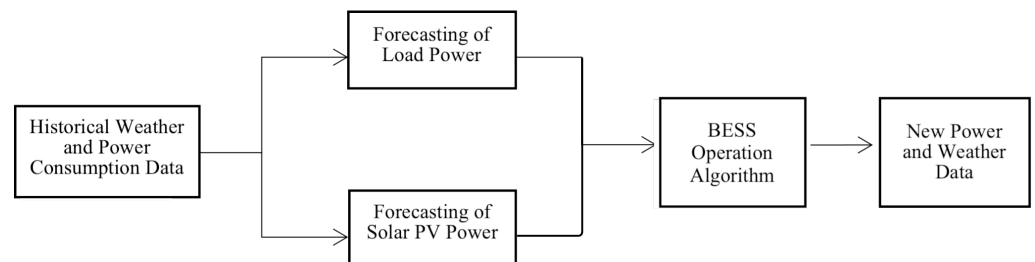 Historical Weather
and Power
Consumption Data
Forecasting of
Load Power
Forecasting of
Solar PV Power
BESS
Operation
Algorithm
New Power
and Weather
Data